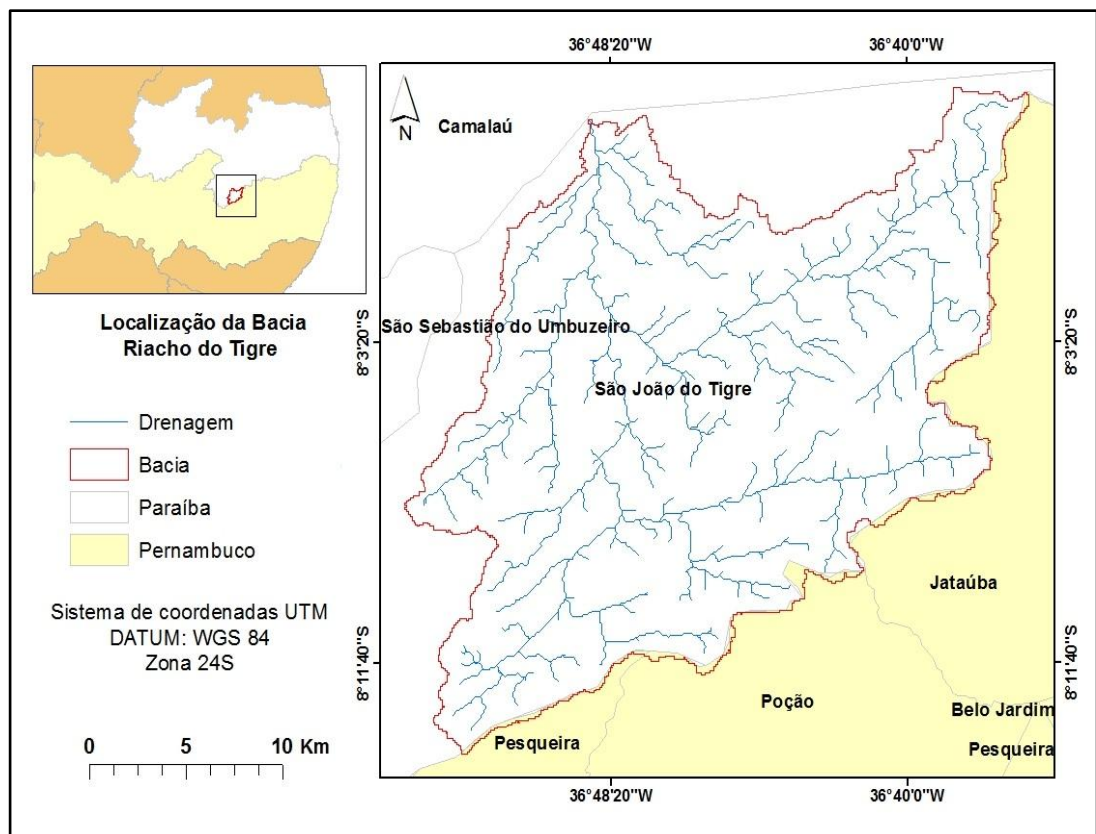 36°48'20"W
36°40'0"W
N
Camalaú
São Sebastião do Umbuzeiro
São João do Tigre
Jataúba
Poção
Belo Jardim
Pesqueira
Pesqueira
8°3'20"S
8°3'20"S
8°11'40"S
8°11'40"S
36°48'20"W
36°40'0"W
Localização da Bacia
Riacho do Tigre
Drenagem
Bacia
Paraíba
Pernambuco
Sistema de coordenadas UTM
DATUM: WGS 84
Zona 24S
0 5 10 Km